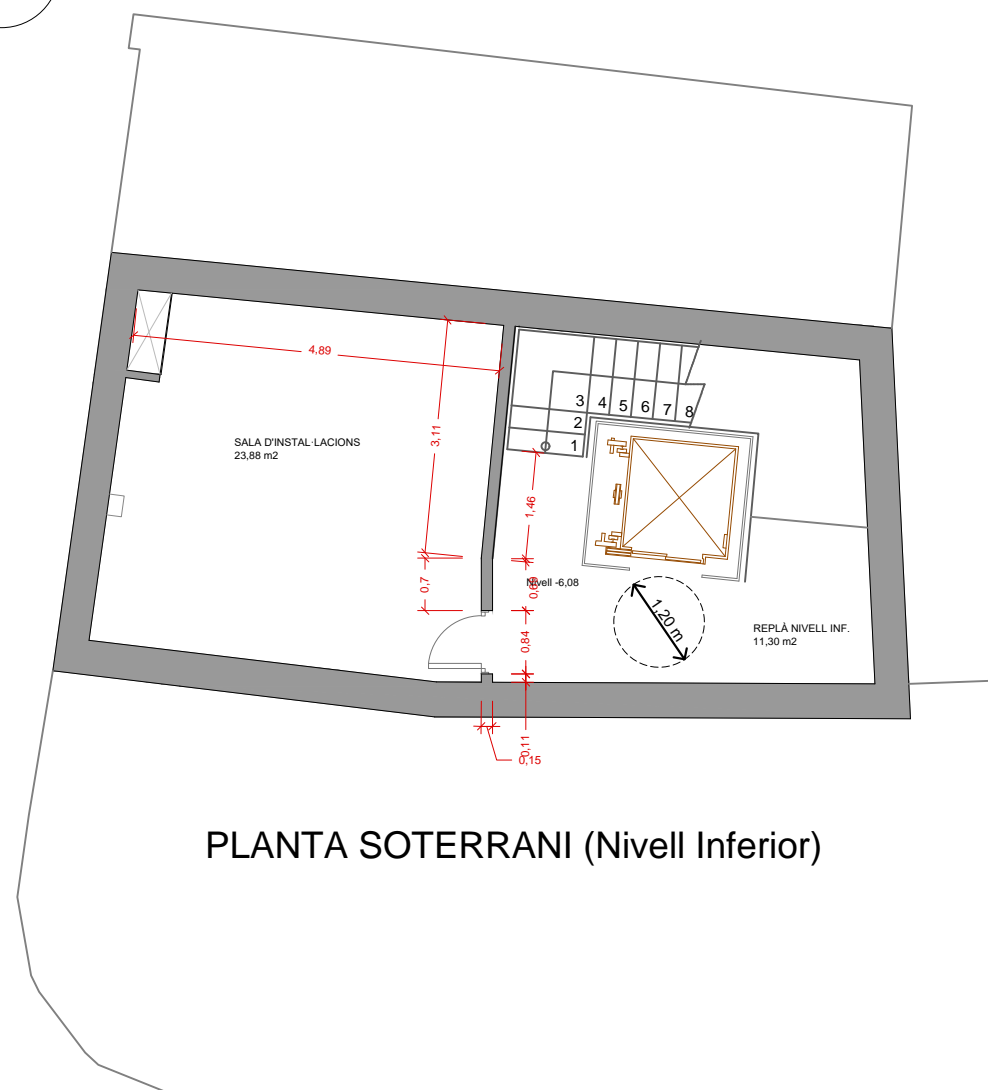 4,89
3,11
3 4 5 6 7 8
2
1
SALA D'INSTAL·LACIONS
23,88 m2
1,46
0,7
0,69
Nivell -6,08
1,20 m
0,84
REPLÀ NIVELL INF.
11,30 m2
0,11
0,15
PLANTA SOTERRANI (Nivell Inferior)